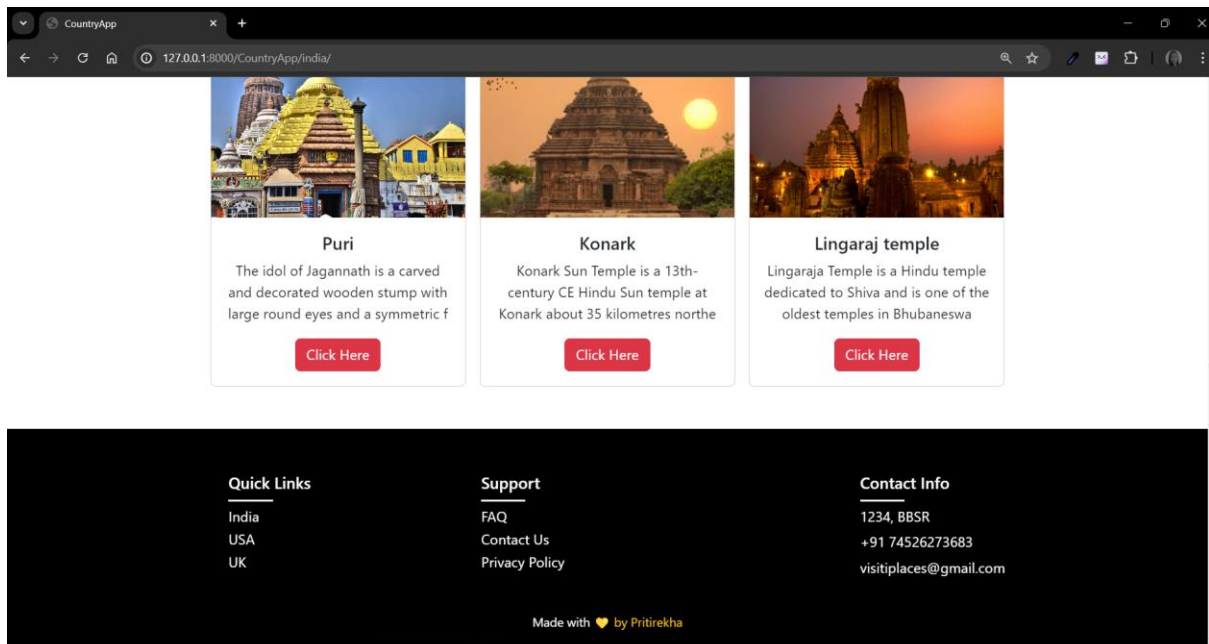 CountryApp
127.0.0.1:8000/CountryApp/india/
Puri
The idol of Jagannath is a carved
and decorated wooden stump with
large round eyes and a symmetric f
Click Here
Konark
Konark Sun Temple is a 13th-
century CE Hindu Sun temple at
Konark about 35 kilometres northe
Click Here
Lingaraj temple
Lingaraja Temple is a Hindu temple
dedicated to Shiva and is one of the
oldest temples in Bhubaneswa
Click Here
Quick Links
India
USA
UK
Support
FAQ
Contact Us
Privacy Policy
Contact Info
1234, BBSR
+91 74526273683
visitiplaces@gmail.com
Made with 💛 by Pritirekha